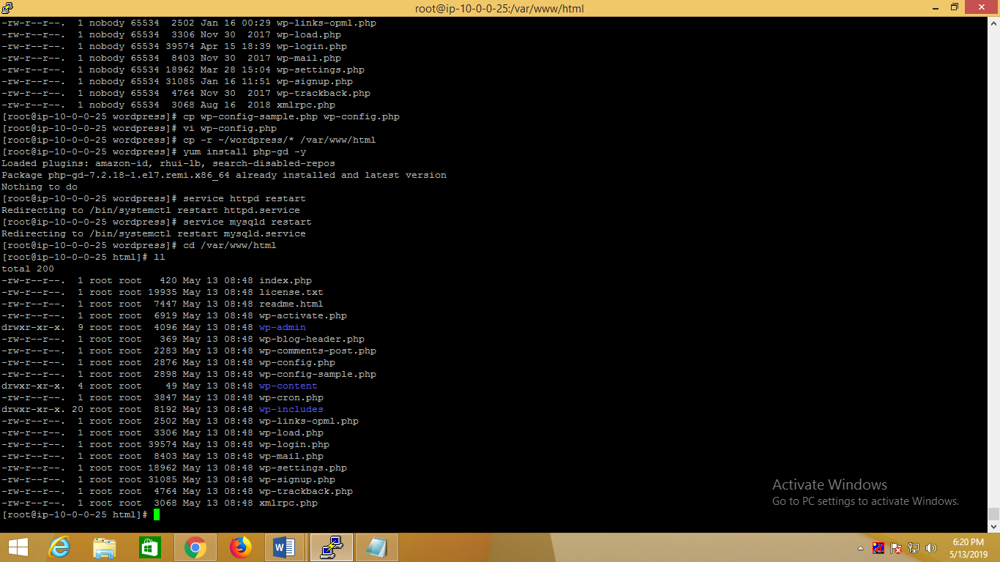 root@ip-10-0-0-25:/var/www/html
-rw-r--r--.  1 nobody 65534  2502 Jan 16 00:29 wp-links-opml.php
-rw-r--r--.  1 nobody 65534  3306 Nov 30  2017 wp-load.php
-rw-r--r--.  1 nobody 65534 39574 Apr 15 18:39 wp-login.php
-rw-r--r--.  1 nobody 65534  8403 Nov 30  2017 wp-mail.php
-rw-r--r--.  1 nobody 65534 18962 Mar 28 15:04 wp-settings.php
-rw-r--r--.  1 nobody 65534 31085 Jan 16 11:51 wp-signup.php
-rw-r--r--.  1 nobody 65534  4764 Nov 30  2017 wp-trackback.php
-rw-r--r--.  1 nobody 65534  3068 Aug 16  2018 xmlrpc.php
[root@ip-10-0-0-25 wordpress]# cp wp-config-sample.php wp-config.php
[root@ip-10-0-0-25 wordpress]# vi wp-config.php
[root@ip-10-0-0-25 wordpress]# cp -r ~/wordpress/* /var/www/html
[root@ip-10-0-0-25 wordpress]# yum install php-gd -y
Loaded plugins: amazon-id, rhui-lb, search-disabled-repos
Package php-gd-7.2.18-1.el7.remi.x86_64 already installed and latest version
Nothing to do
[root@ip-10-0-0-25 wordpress]# service httpd restart
Redirecting to /bin/systemctl restart httpd.service
[root@ip-10-0-0-25 wordpress]# service mysqld restart
Redirecting to /bin/systemctl restart mysqld.service
[root@ip-10-0-0-25 wordpress]# cd /var/www/html
[root@ip-10-0-0-25 html]# ll
total 200
-rw-r--r--.  1 root root   420 May 13 08:48 index.php
-rw-r--r--.  1 root root 19935 May 13 08:48 license.txt
-rw-r--r--.  1 root root  7447 May 13 08:48 readme.html
-rw-r--r--.  1 root root  6919 May 13 08:48 wp-activate.php
drwxr-xr-x.  9 root root  4096 May 13 08:48 wp-admin
-rw-r--r--.  1 root root   369 May 13 08:48 wp-blog-header.php
-rw-r--r--.  1 root root  2283 May 13 08:48 wp-comments-post.php
-rw-r--r--.  1 root root  2876 May 13 08:48 wp-config.php
-rw-r--r--.  1 root root  2898 May 13 08:48 wp-config-sample.php
drwxr-xr-x.  4 root root    49 May 13 08:48 wp-content
-rw-r--r--.  1 root root  3847 May 13 08:48 wp-cron.php
drwxr-xr-x. 20 root root  8192 May 13 08:48 wp-includes
-rw-r--r--.  1 root root  2502 May 13 08:48 wp-links-opml.php
-rw-r--r--.  1 root root  3306 May 13 08:48 wp-load.php
-rw-r--r--.  1 root root 39574 May 13 08:48 wp-login.php
-rw-r--r--.  1 root root  8403 May 13 08:48 wp-mail.php
-rw-r--r--.  1 root root 18962 May 13 08:48 wp-settings.php
-rw-r--r--.  1 root root 31085 May 13 08:48 wp-signup.php
-rw-r--r--.  1 root root  4764 May 13 08:48 wp-trackback.php
-rw-r--r--.  1 root root  3068 May 13 08:48 xmlrpc.php
[root@ip-10-0-0-25 html]#
Activate Windows
Go to PC settings to activate Windows.
6:20 PM
5/13/2019